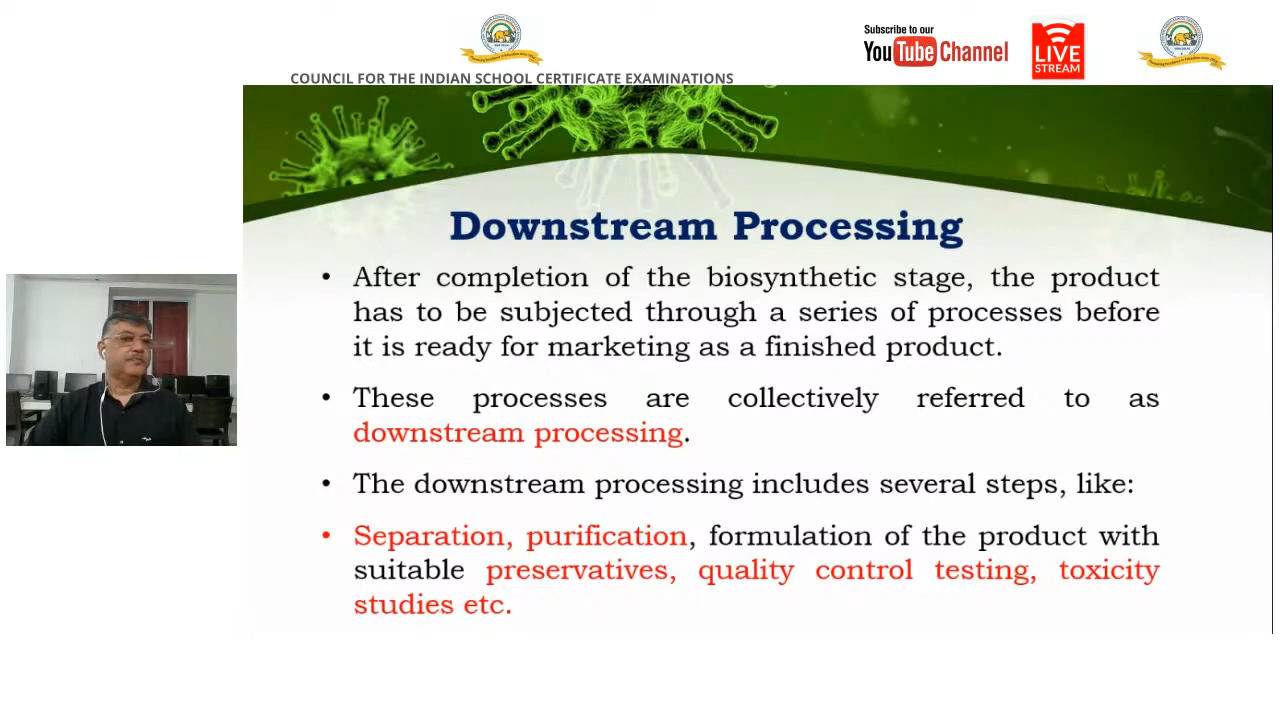 Subscribe to our
YouTube Channel
LIVE
STREAM
COUNCIL FOR THE INDIAN SCHOOL CERTIFICATE EXAMINATIONS
Downstream Processing
• After completion of the biosynthetic stage, the product
has to be subjected through a series of processes before
it is ready for marketing as a finished product.
• These processes are collectively referred to as
downstream processing.
• The downstream processing includes several steps, like:
• Separation, purification, formulation of the product with
suitable preservatives, quality control testing, toxicity
studies etc.